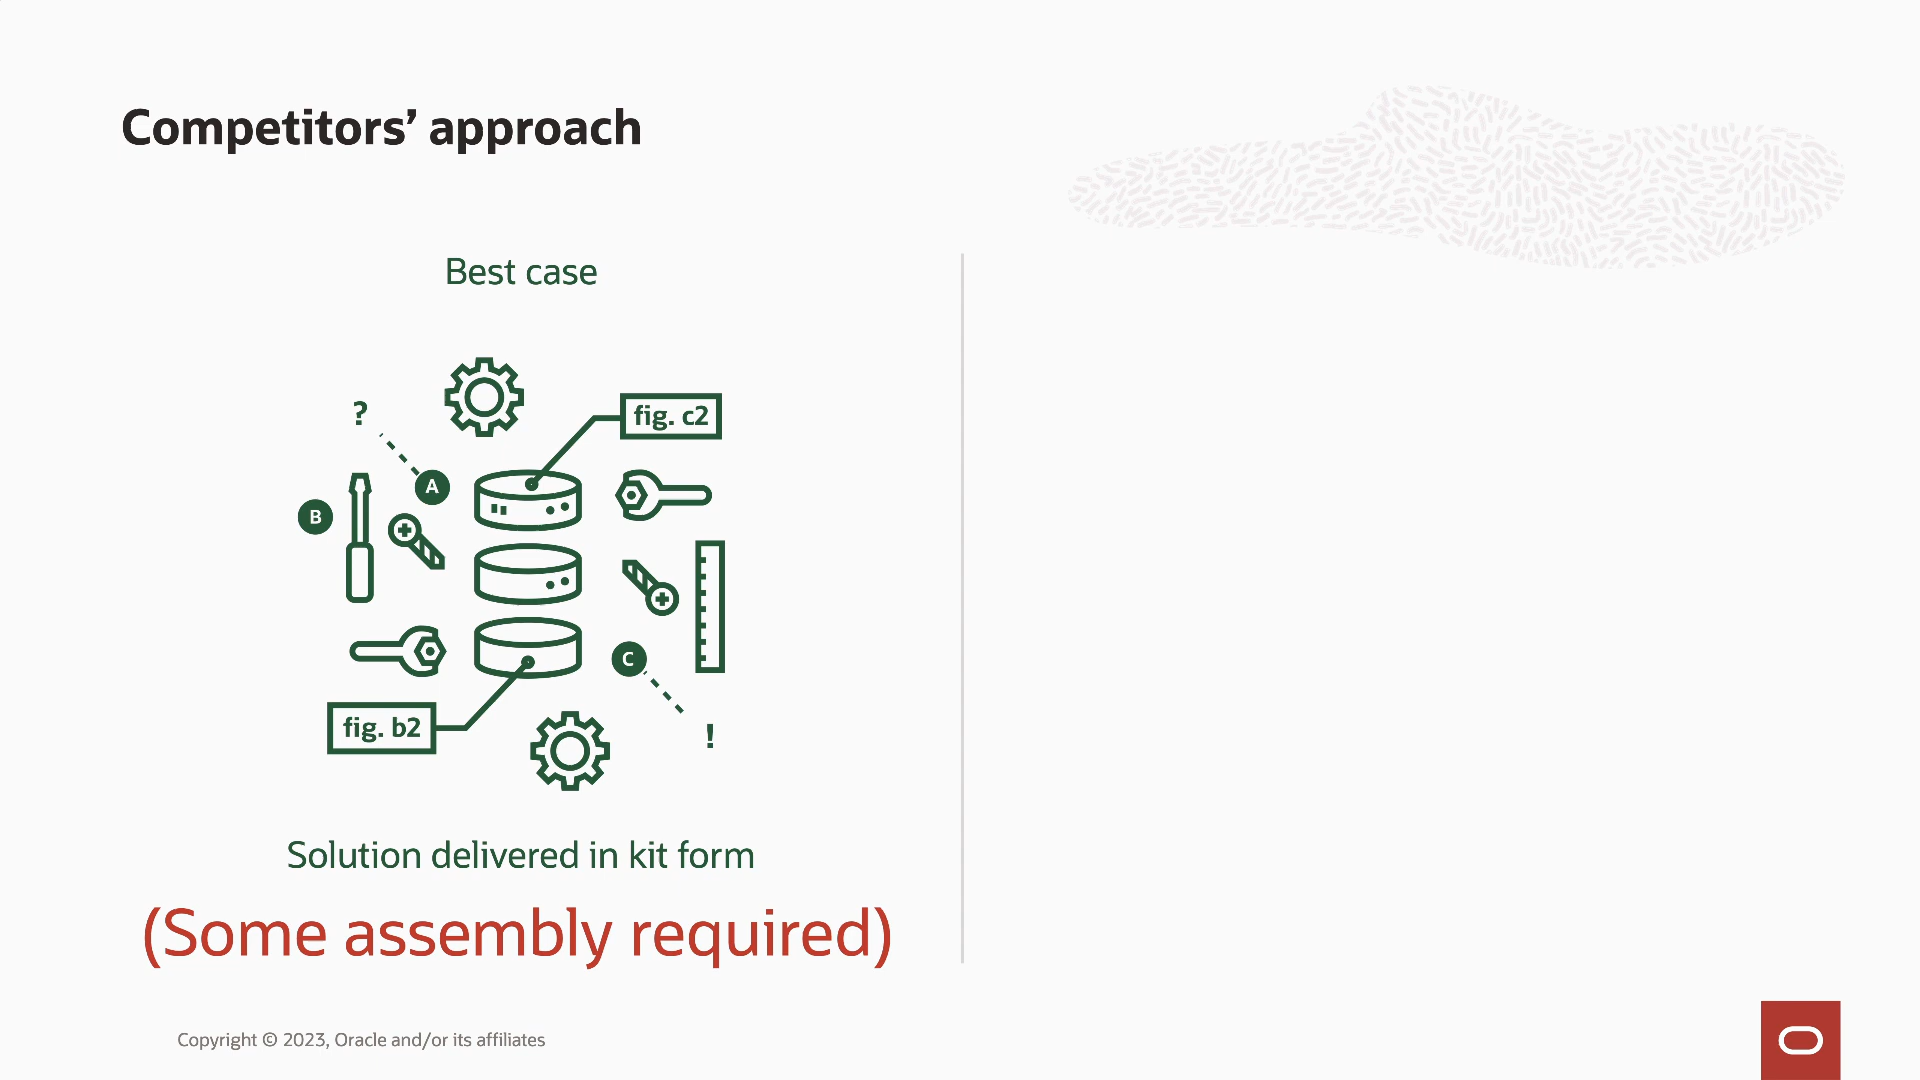 Competitors’ approach
Best case
?
fig. c2
A
B
C
fig. b2
!
Solution delivered in kit form
(Some assembly required)
Copyright © 2023, Oracle and/or its affiliates